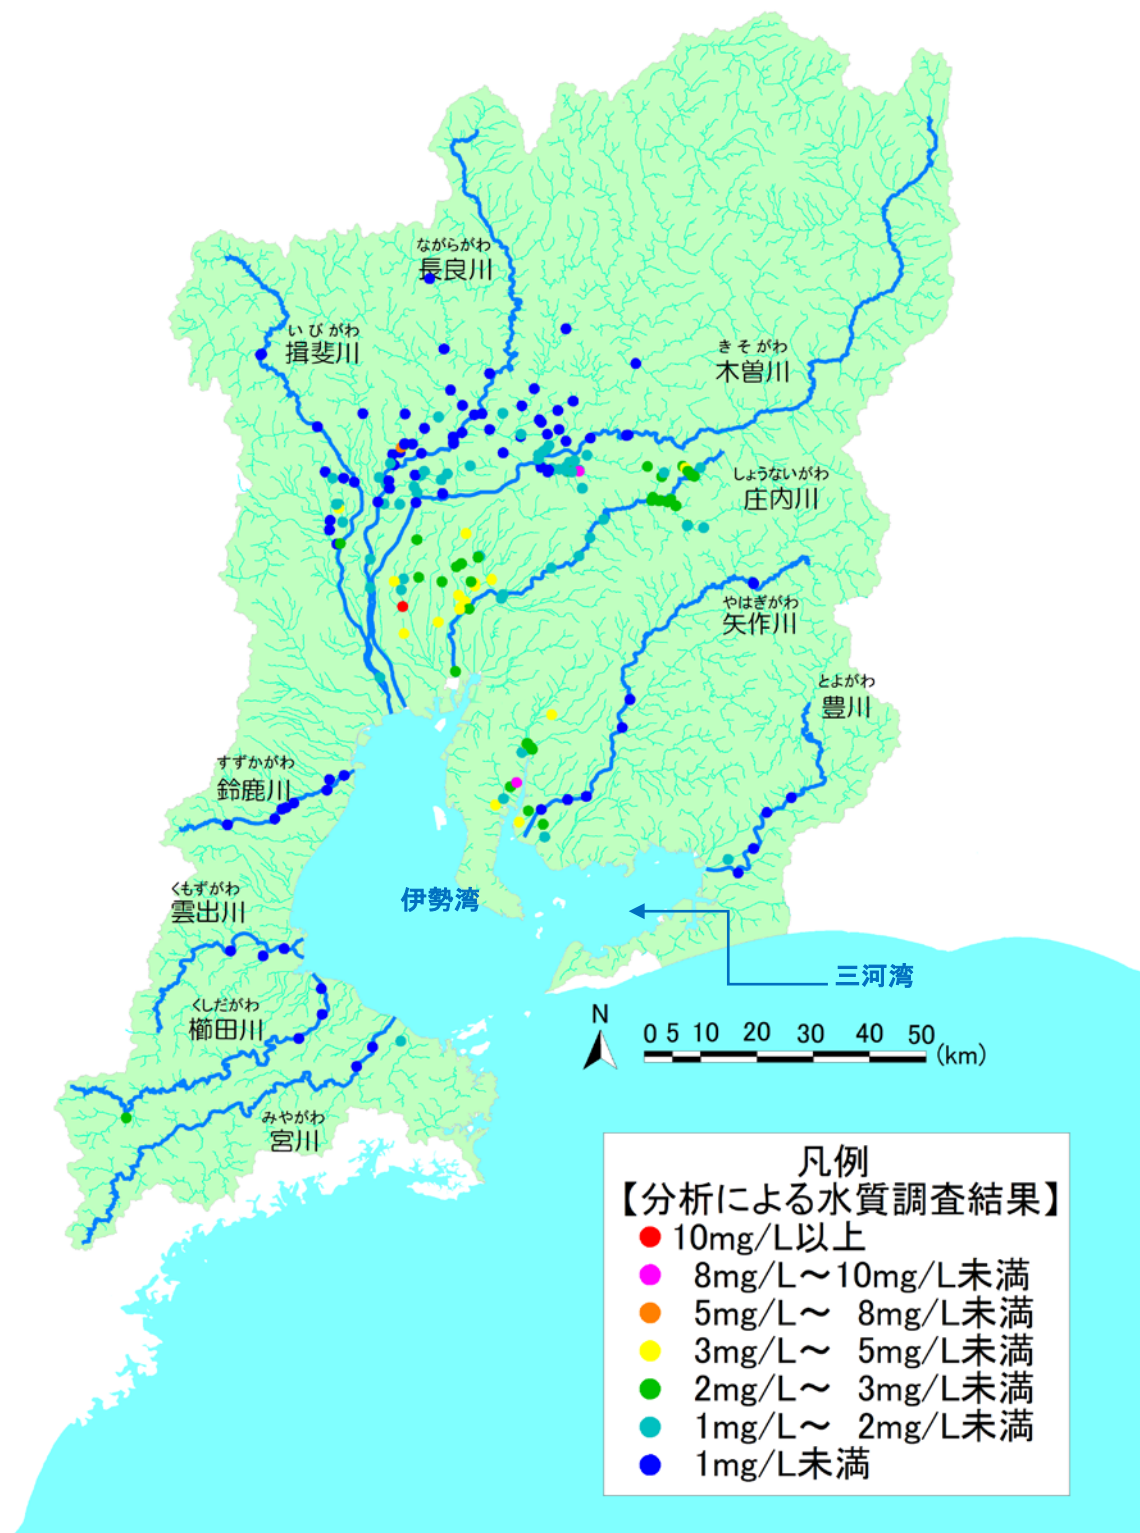 ながらがわ
長良川
い び がわ
揖斐川
き そ がわ
木曽川
しょうないがわ
庄内川
やはぎがわ
矢作川
とよがわ
豊川
すずかがわ
鈴鹿川
くもずがわ
雲出川
伊勢湾
三河湾
くしだがわ
櫛田川
みやがわ
宮川
N
0 5 10 20 30 40 50
(km)
凡例
【分析による水質調査結果】
10mg/L以上
8mg/L～10mg/L未満
5mg/L～ 8mg/L未満
3mg/L～ 5mg/L未満
2mg/L～ 3mg/L未満
1mg/L～ 2mg/L未満
1mg/L未満